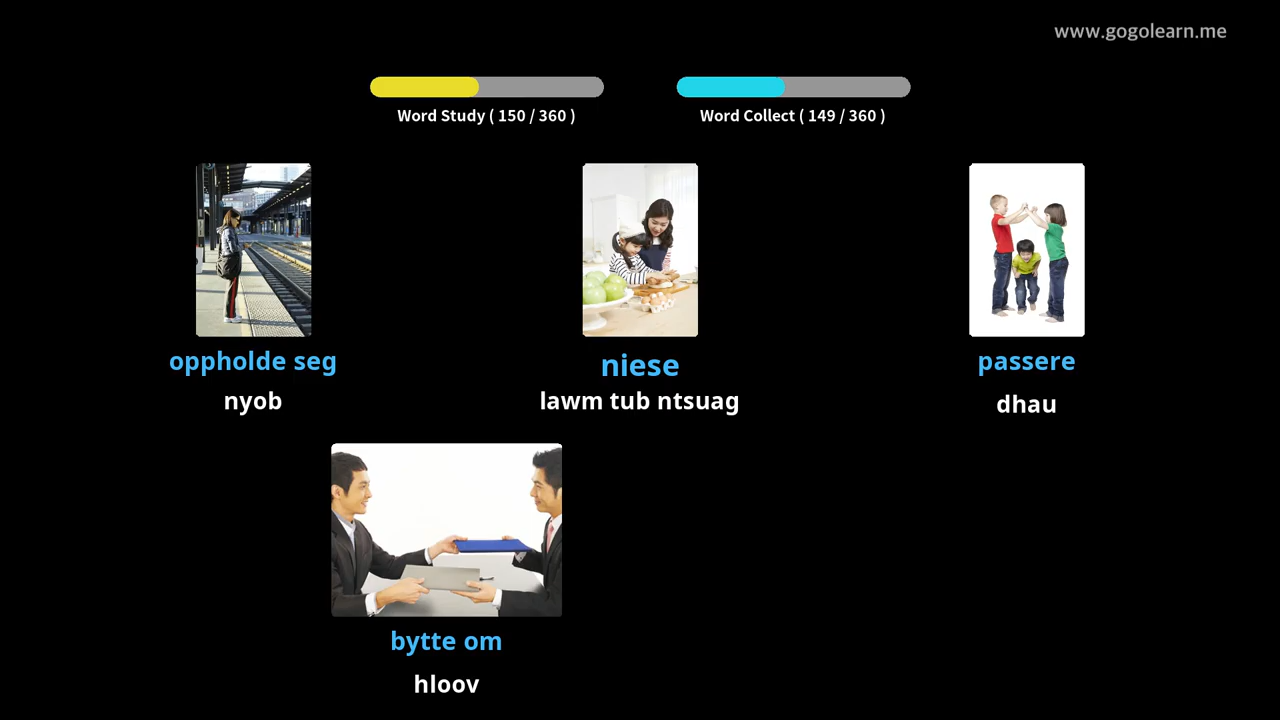 www.gogolearn.me
Word Study ( 150 / 360 )
Word Collect ( 149 / 360 )
oppholde seg
nyob
niese
lawm tub ntsuag
passere
dhau
bytte om
hloov